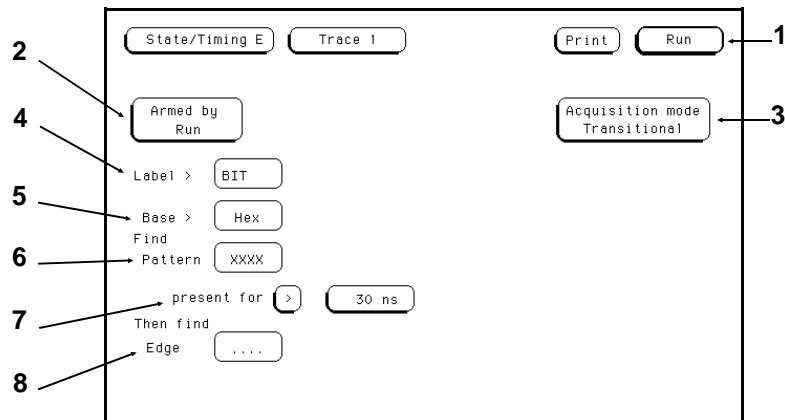 State/Timing E Trace 1 Print Run 1
2
Armed by Acquisition mode 3
Run Transitional
4
Label > BIT
5
Base > Hex
Find
6 Pattern XXXX
present for > 30 ns
7
Then find
Edge ....
8